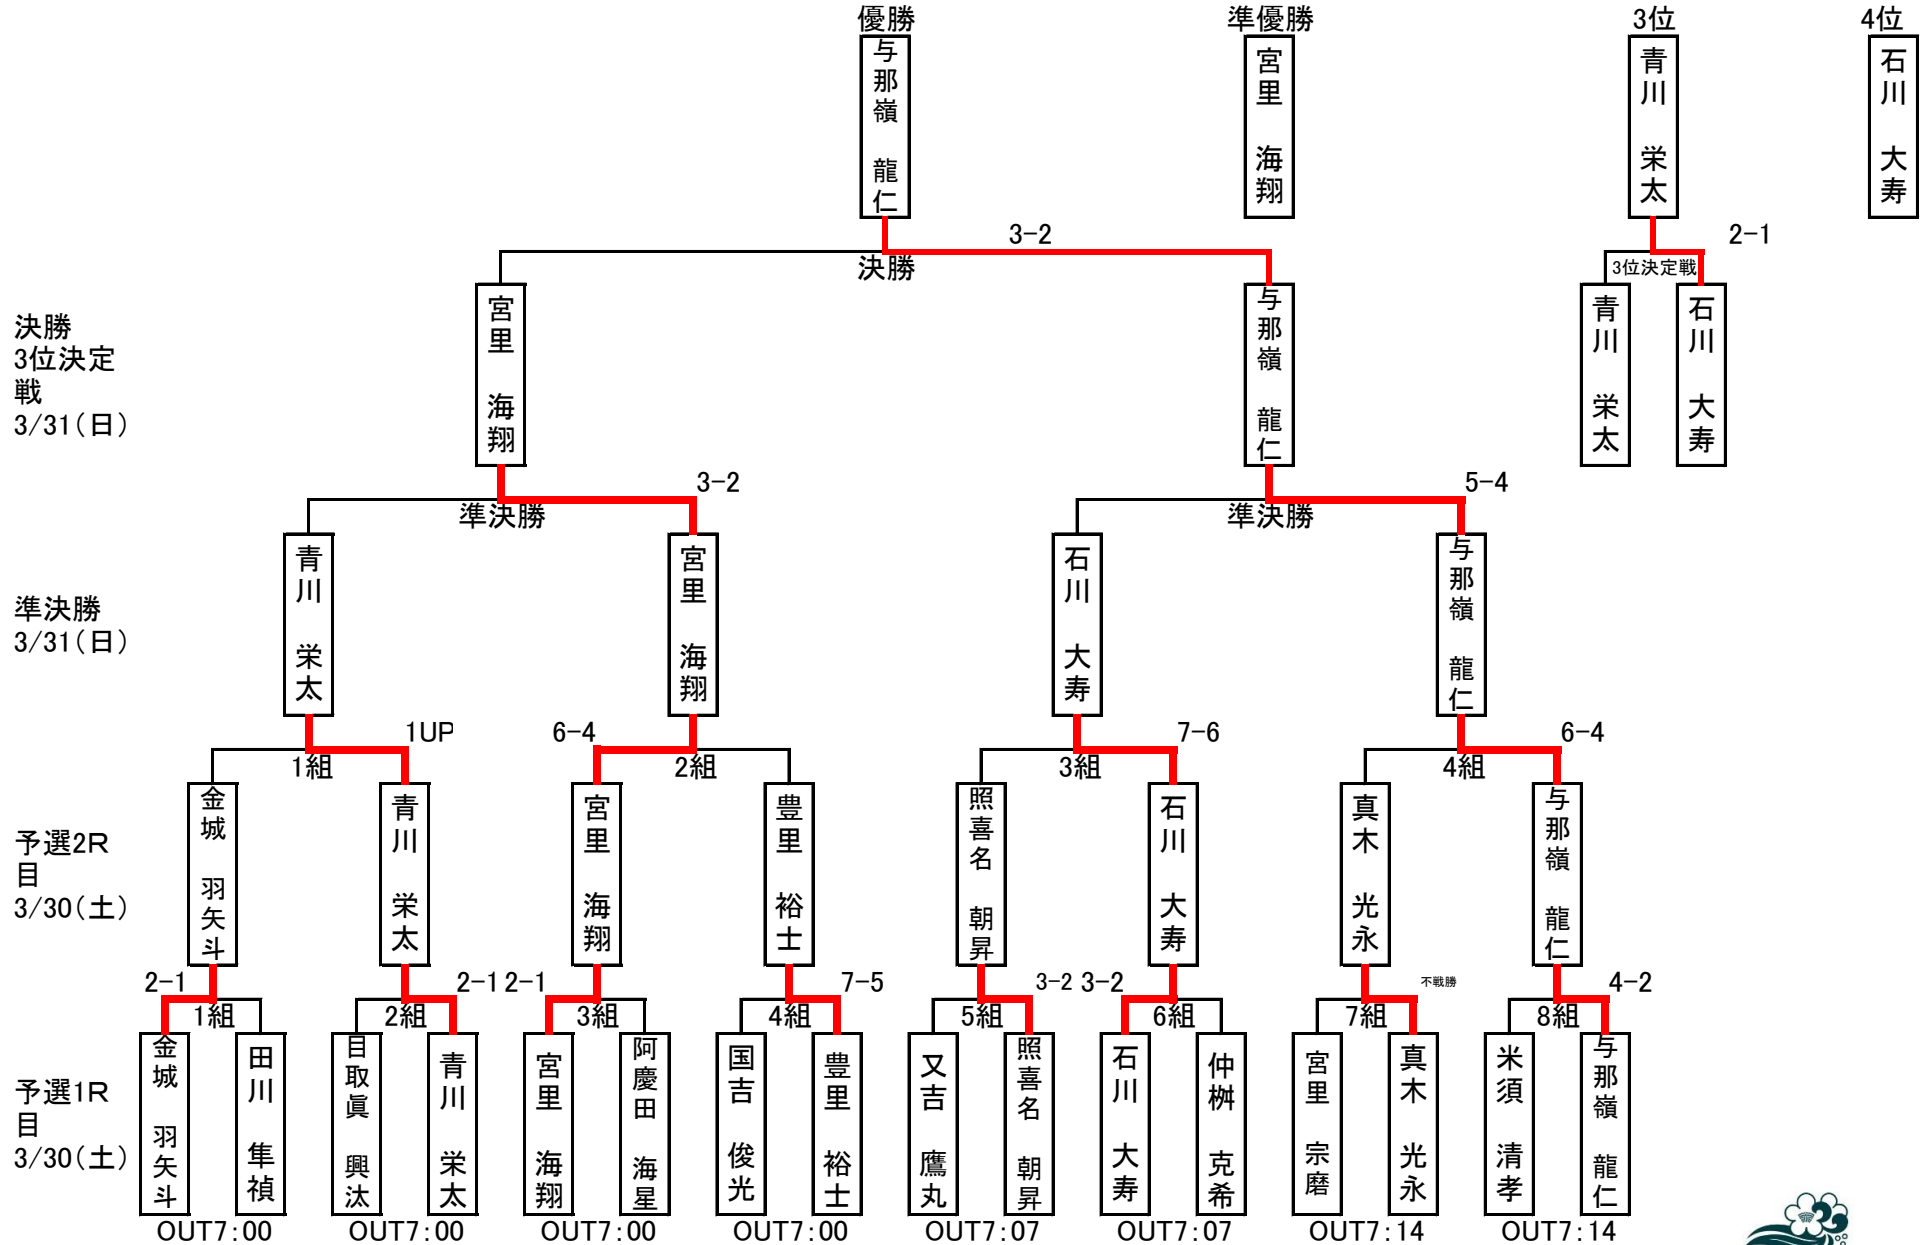 優勝
準優勝
3位
4位
与那嶺 龍仁
宮里 海翔
青川 栄太
石川 大寿
3-2
決勝
2-1
3位決定戦
決勝
3位決定
戦
3/31(日)
宮里 海翔
与那嶺 龍仁
青川 栄太
石川 大寿
3-2
準決勝
5-4
準決勝
準決勝
3/31(日)
青川 栄太
宮里 海翔
石川 大寿
与那嶺 龍仁
1UP
1組
6-4
2組
7-6
3組
6-4
4組
予選2R
目
3/30(土)
金城 羽矢斗
青川 栄太
宮里 海翔
豊里 裕士
照喜名 朝昇
石川 大寿
真木 光永
与那嶺 龍仁
2-1
1組
2-1
2組
2-1
3組
7-5
4組
3-2
5組
3-2
6組
不戦勝
7組
4-2
8組
予選1R
目
3/30(土)
金城 羽矢斗
田川 隼禎
目取眞 興汰
青川 栄太
宮里 海翔
阿慶田 海星
国吉 俊光
豊里 裕士
又吉 鷹丸
照喜名 朝昇
石川 大寿
仲桝 克希
宮里 宗磨
真木 光永
米須 清孝
与那嶺 龍仁
OUT7:00
OUT7:00
OUT7:00
OUT7:00
OUT7:07
OUT7:07
OUT7:14
OUT7:14